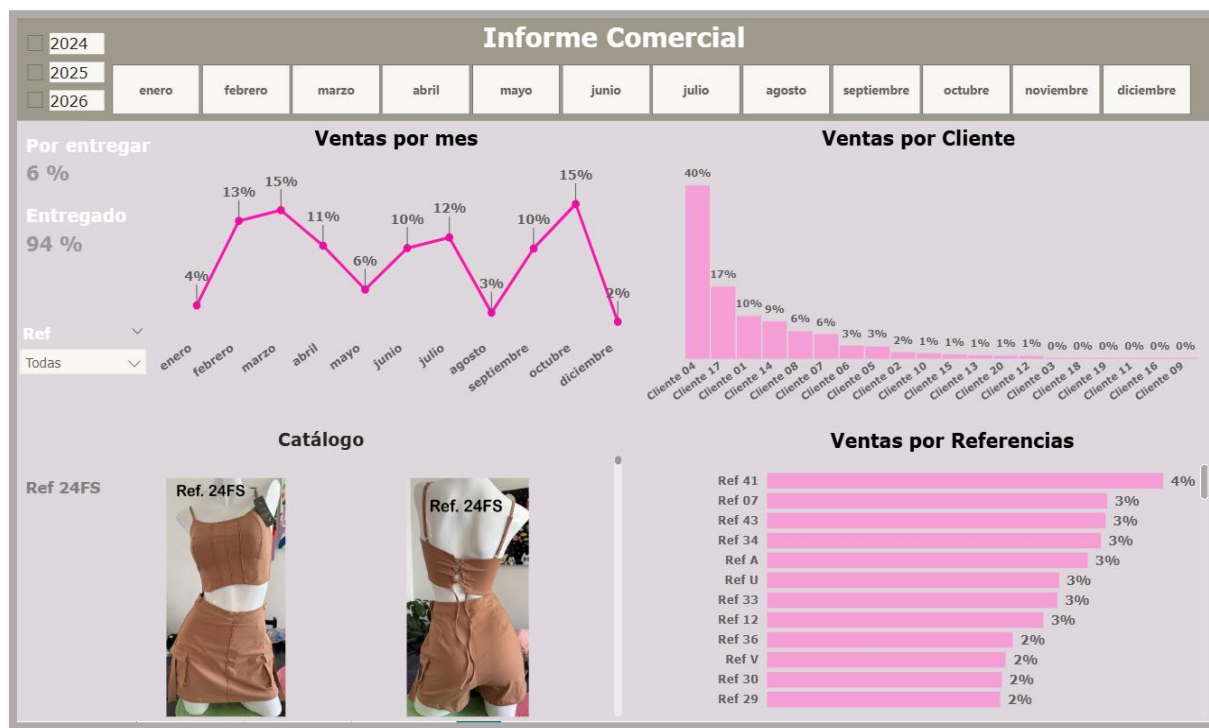 Informe Comercial
2024
2025
2026
enero
febrero
marzo
abril
mayo
junio
julio
agosto
septiembre
octubre
noviembre
diciembre
Por entregar
6 %
Entregado
94 %
Ref
Todas
Ventas por mes
4%
13%
15%
11%
6%
10%
12%
3%
10%
15%
2%
enero
febrero
marzo
abril
mayo
junio
julio
agosto
septiembre
octubre
diciembre
Ventas por Cliente
40%
17%
10%
9%
6%
6%
3%
3%
2%
1%
1%
1%
1%
1%
0%
0%
0%
0%
0%
0%
Cliente 04
Cliente 17
Cliente 01
Cliente 14
Cliente 08
Cliente 07
Cliente 06
Cliente 05
Cliente 02
Cliente 10
Cliente 15
Cliente 13
Cliente 20
Cliente 12
Cliente 03
Cliente 18
Cliente 19
Cliente 11
Cliente 16
Cliente 09
Catálogo
Ref 24FS
Ref. 24FS
Ref. 24FS
Ventas por Referencias
Ref 41 4%
Ref 07 3%
Ref 43 3%
Ref 34 3%
Ref A 3%
Ref U 3%
Ref 33 3%
Ref 12 3%
Ref 36 2%
Ref V 2%
Ref 30 2%
Ref 29 2%